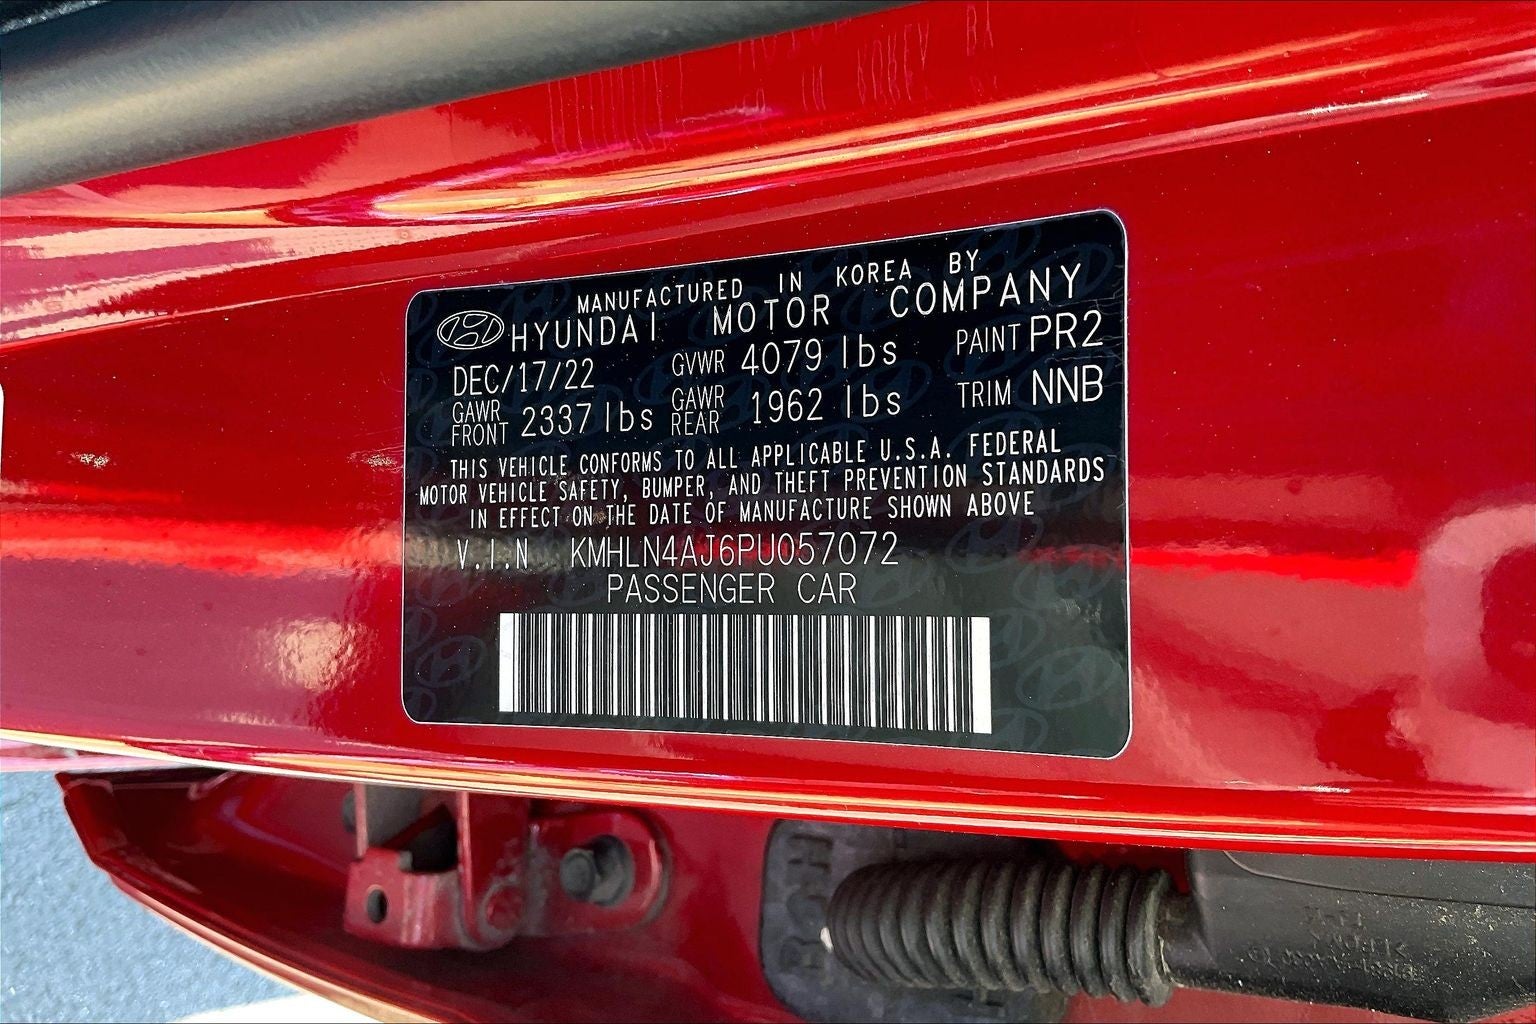 MANUFACTURED IN KOREA BY
HYUNDAI MOTOR COMPANY
DEC/17/22 GVWR 4079 lbs PAINT PR2
GAWR FRONT 2337 lbs GAWR REAR 1962 lbs TRIM NNB
THIS VEHICLE CONFORMS TO ALL APPLICABLE U.S.A. FEDERAL
MOTOR VEHICLE SAFETY, BUMPER, AND THEFT PREVENTION STANDARDS
IN EFFECT ON THE DATE OF MANUFACTURE SHOWN ABOVE
V.I.N KMHLN4AJ6PU057072
PASSENGER CAR